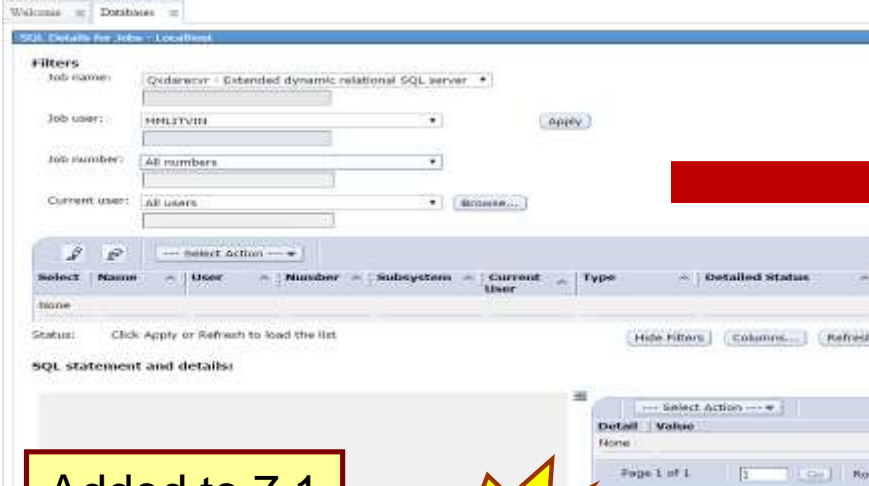 Welcome Databases
SQL Details for Jobs - Localhost
Filters
Job name: Qxdarecvr - Extended dynamic relational SQL server
Job user: MMLITVIN Apply
Job number: All numbers
Current user: All users Browse...
--- Select Action ---
Select Name User Number Subsystem Current User Type Detailed Status
None
Status: Click Apply or Refresh to load the list Hide Filters Columns... Refresh
SQL statement and details:
--- Select Action ---
Detail Value
None
Page 1 of 1 1 Go
Added to 7.1